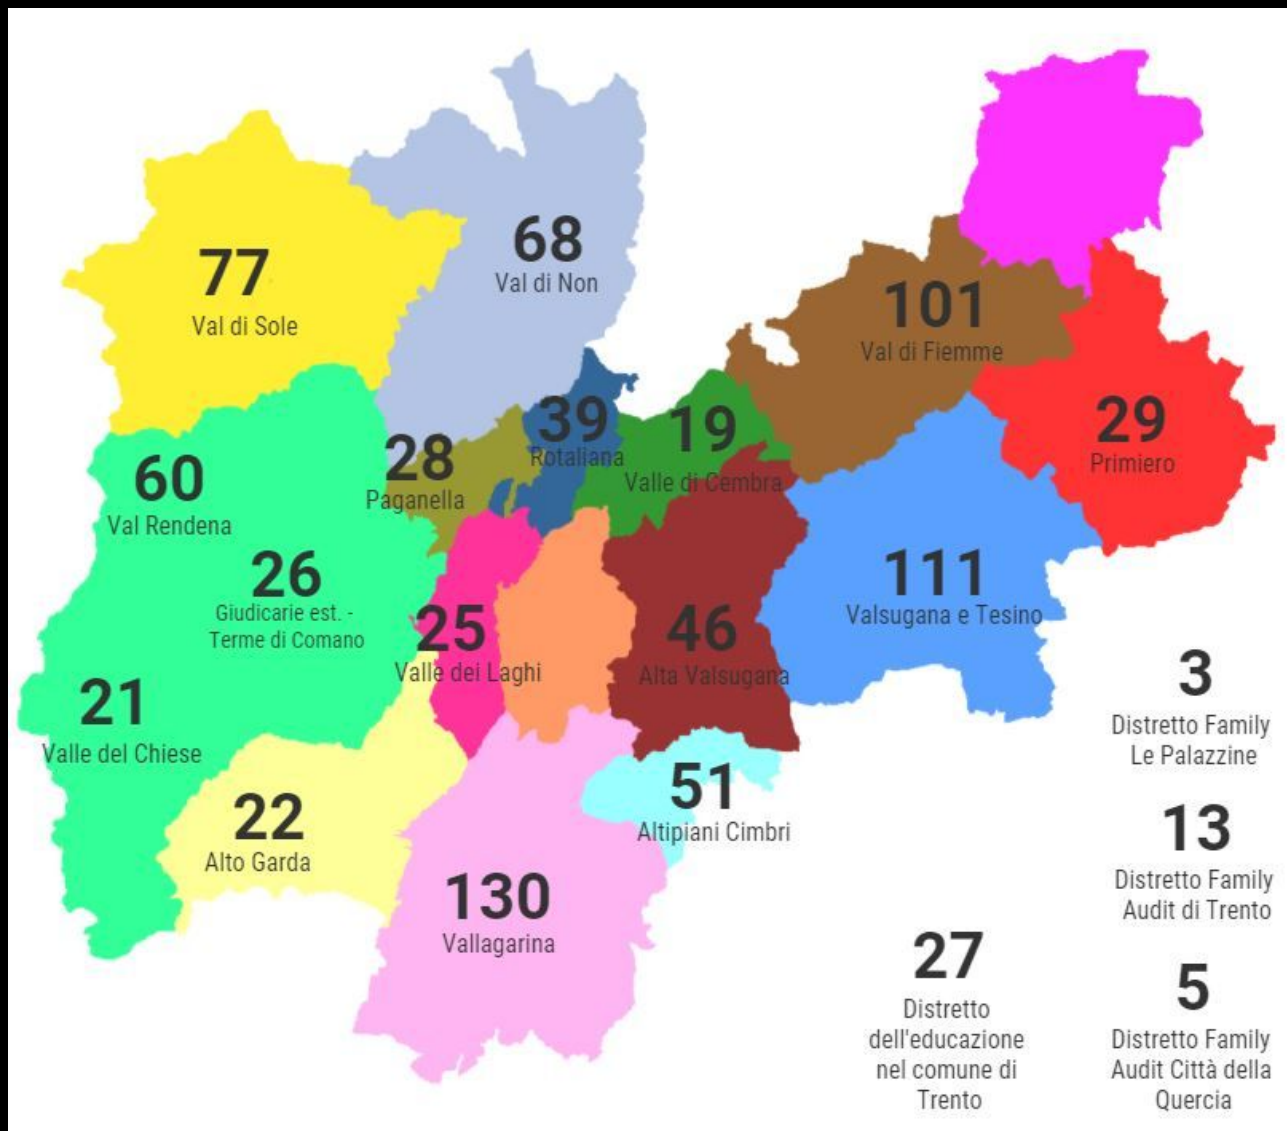 68
Val di Non
77
Val di Sole
101
Val di Fiemme
39
Rotaliana
19
Valle di Cembra
29
Primiero
28
Paganella
60
Val Rendena
26
Giudicarie est. -
Terme di Comano
111
Valsugana e Tesino
25
Valle dei Laghi
46
Alta Valsugana
21
Valle del Chiese
3
Distretto Family
Le Palazzine
51
Altipiani Cimbri
22
Alto Garda
13
Distretto Family
Audit di Trento
130
Vallagarina
27
Distretto
dell'educazione
nel comune di
Trento
5
Distretto Family
Audit Città della
Quercia